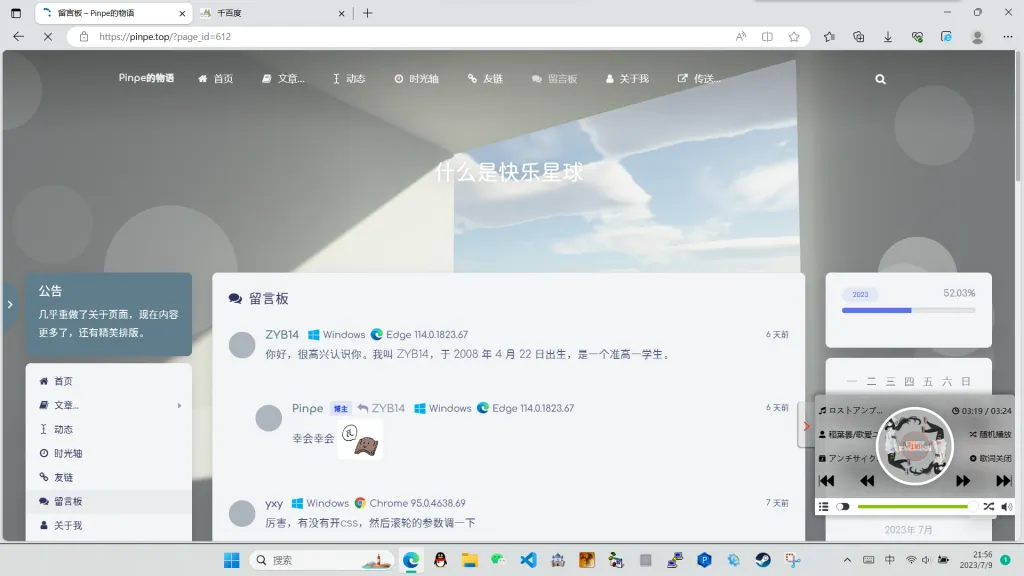 留言板 – Pinpe的物语
千百度
https://pinpe.top/?page_id=612
Pinpe的物语 首页 文章... 动态 时光轴 友链 留言板 关于我 传送...
什么是快乐星球
公告
几乎重做了关于页面，现在内容
更多了，还有精美排版。
首页
文章...
动态
时光轴
友链
留言板
关于我
留言板
ZYB14 Windows Edge 114.0.1823.67 6 天前
你好，很高兴认识你。我叫 ZYB14，于 2008 年 4 月 22 日出生，是一个准高一学生。
Pinpe 博主 ZYB14 Windows Edge 114.0.1823.67 6 天前
幸会幸会
yxy Windows Chrome 95.0.4638.69 7 天前
厉害，有没有开css，然后滚轮的参数调一下
2023 52.03%
一 二 三 四 五 六 日
ロストアンブ... 03:19 / 03:24
稲葉曇/歌愛ユ 随机播放
アンチサイク 歌词关闭
2023年 7月
搜索
中
21:56
2023/7/9
1